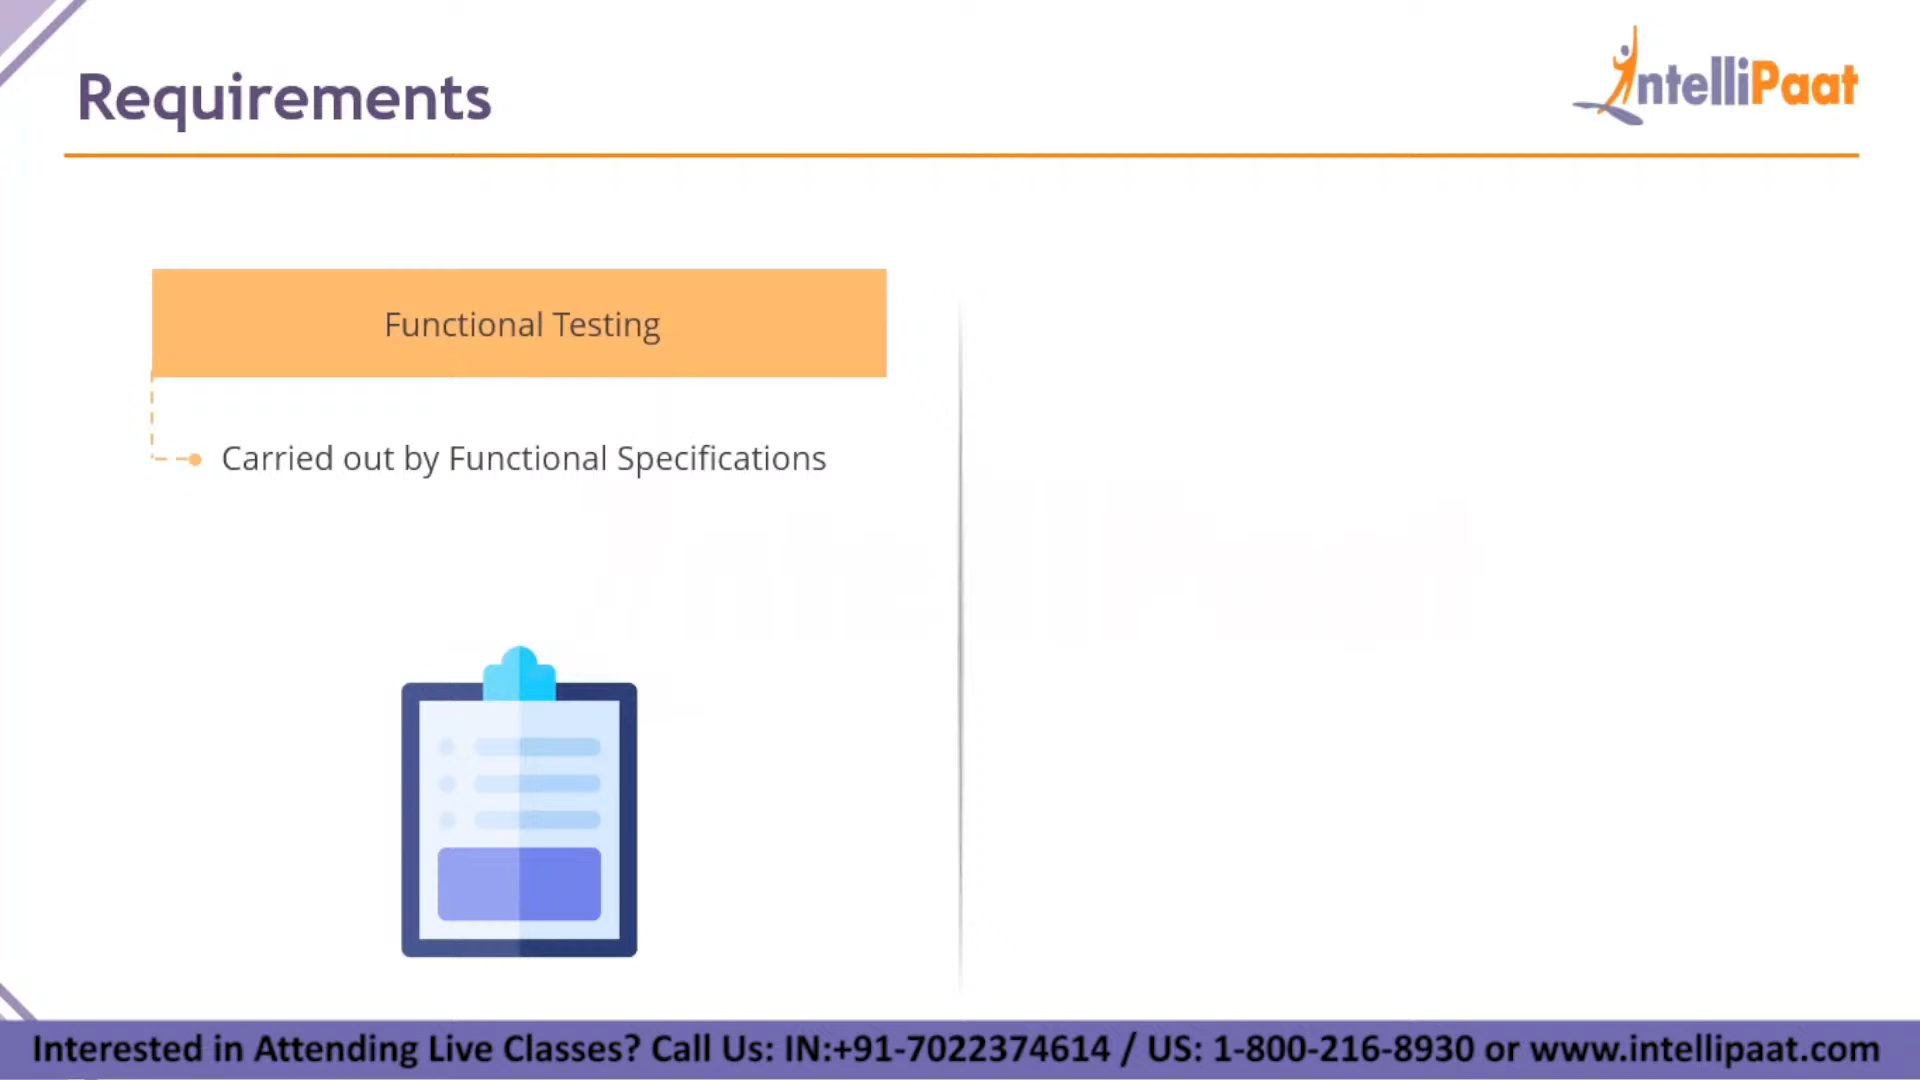 Requirements
IntelliPaat
Functional Testing
Carried out by Functional Specifications
Interested in Attending Live Classes? Call Us: IN:+91-7022374614 / US: 1-800-216-8930 or www.intellipaat.com